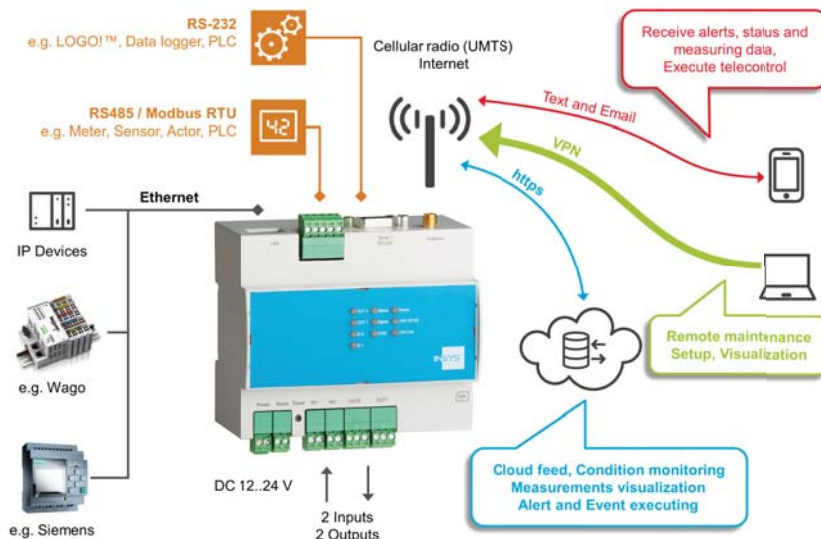 RS-232
e.g. LOGO!™, Data logger, PLC
RS485 / Modbus RTU
e.g. Meter, Sensor, Actor, PLC
42
Cellular radio (UMTS)
Internet
Receive alerts, status and
measuring data,
Execute telecontrol
Text and Email
VPN
https
Ethernet
IP Devices
e.g. Wago
e.g. Siemens
INSYS
Power Reset
DC 12..24 V
2 Inputs
2 Outputs
Remote maintenance
Setup, Visualization
Cloud feed, Condition monitoring
Measurements visualization
Alert and Event executing